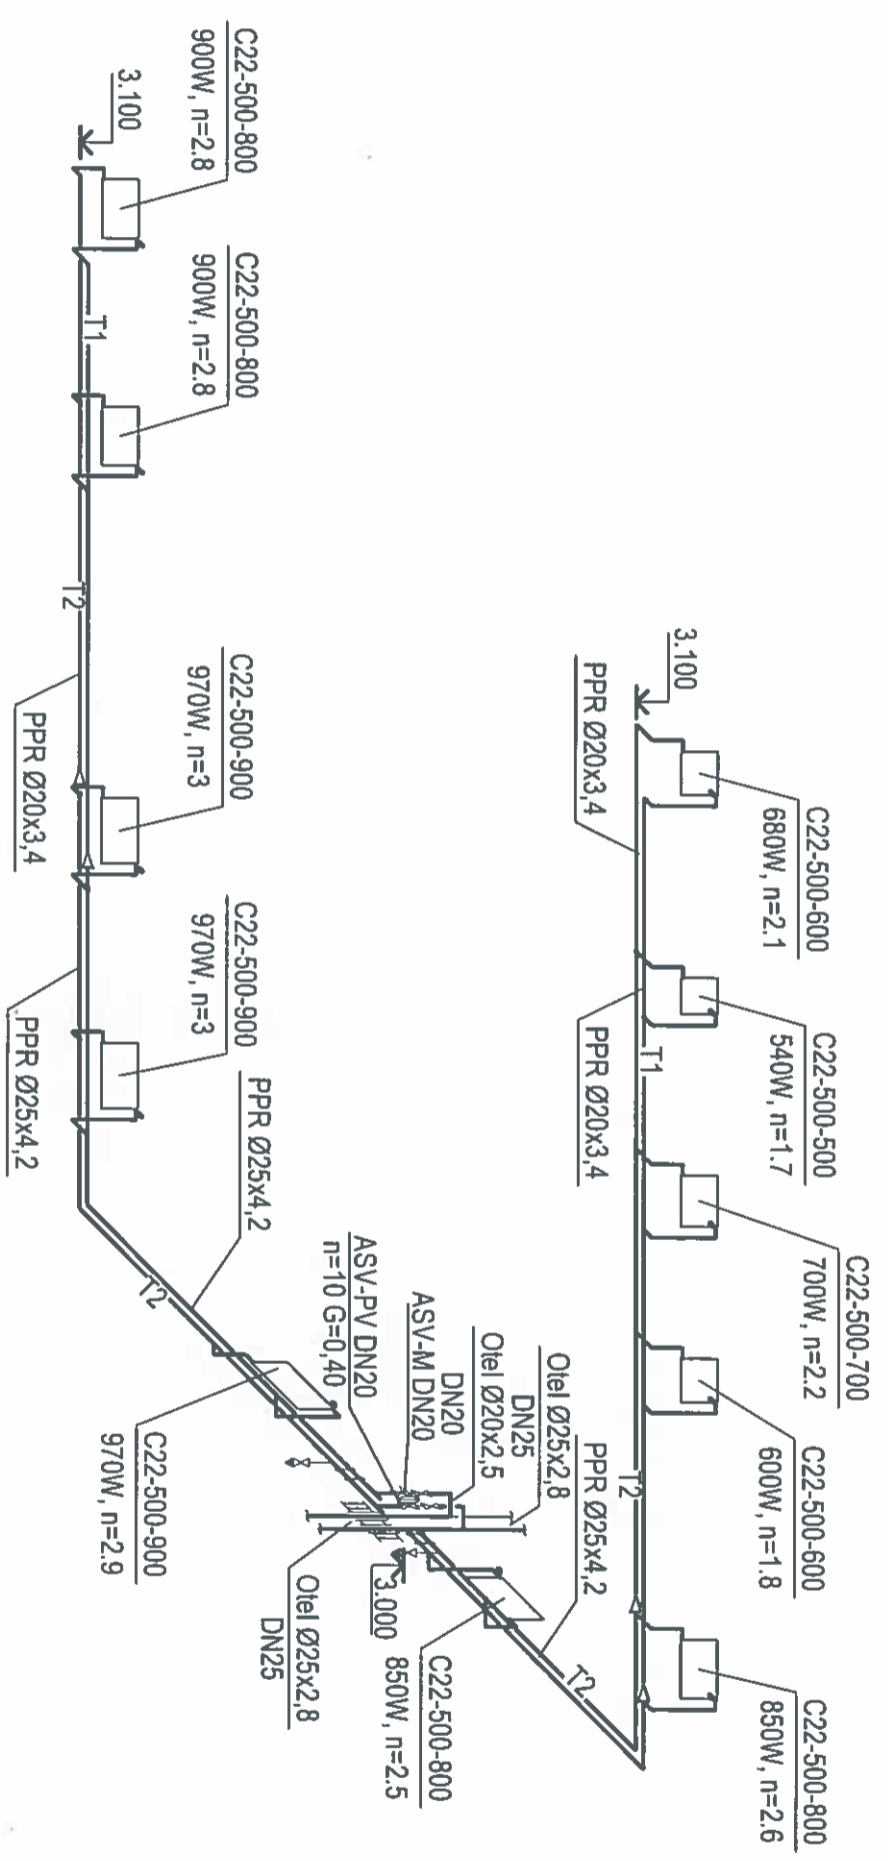 C22-500-800
900W, n=2.8
3.100
C22-500-800
900W, n=2.8
T1
T2
C22-500-900
970W, n=3
PPR Ø20x3,4
C22-500-900
970W, n=3
PPR Ø25x4,2
PPR Ø25x4,2
T2
C22-500-900
970W, n=2.9
ASV-PV DN20
n=10 G=0,40
ASV-M DN20
DN20
Otel Ø20x2,5
DN25
Otel Ø25x2,8
Otel Ø25x2,8
DN25
3.000
C22-500-800
850W, n=2.5
PPR Ø25x4,2
T2
3.100
PPR Ø20x3,4
C22-500-600
680W, n=2.1
C22-500-500
540W, n=1.7
T1
PPR Ø20x3,4
C22-500-700
700W, n=2.2
C22-500-600
600W, n=1.8
T2
C22-500-800
850W, n=2.6